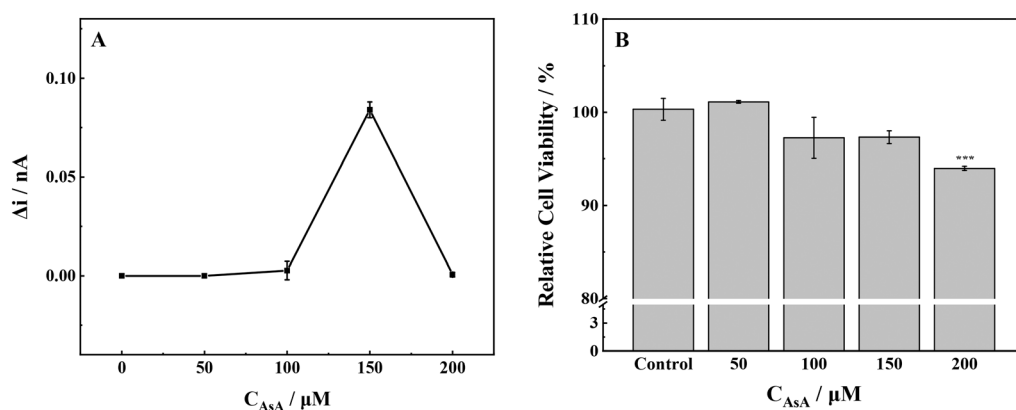 A
0.10
0.05
0.00
Δi / nA
0 50 100 150 200
C_AsA / μM
B
110
100
90
80
3
0
Relative Cell Viability / %
***
Control 50 100 150 200
C_AsA / μM